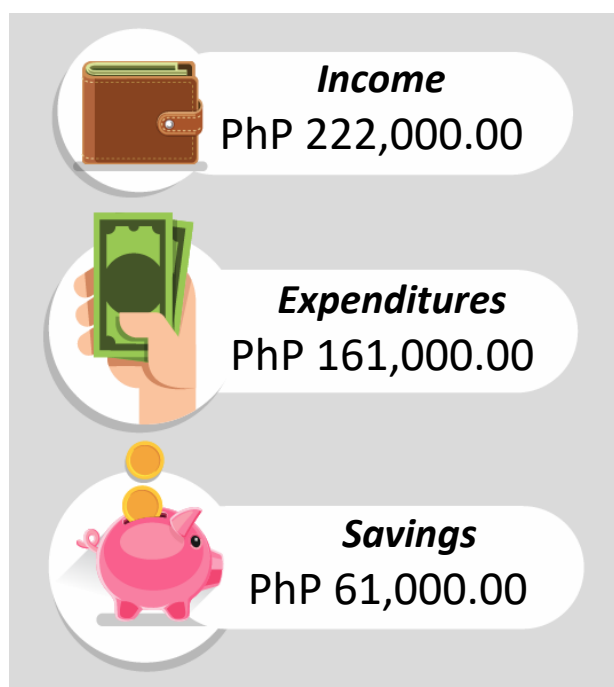 Income
PhP 222,000.00
Expenditures
PhP 161,000.00
Savings
PhP 61,000.00